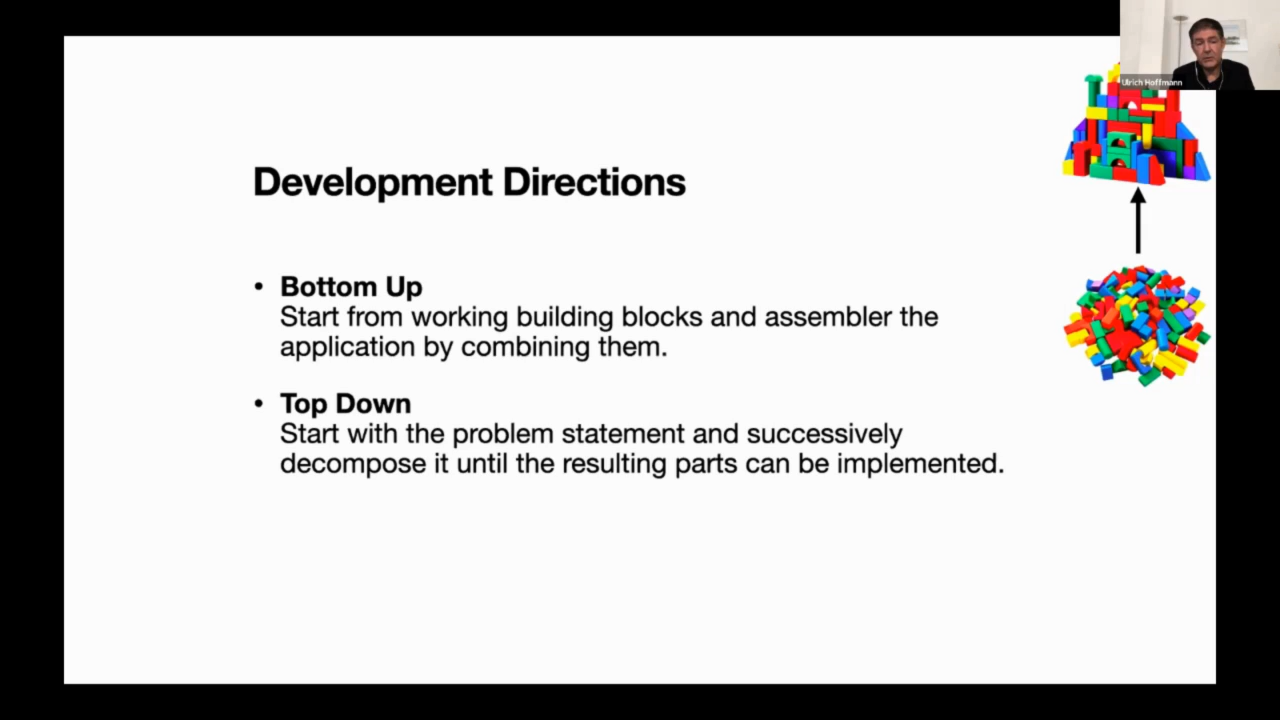 Ulrich Hoffmann
Development Directions
• Bottom Up
Start from working building blocks and assembler the
application by combining them.
• Top Down
Start with the problem statement and successively
decompose it until the resulting parts can be implemented.